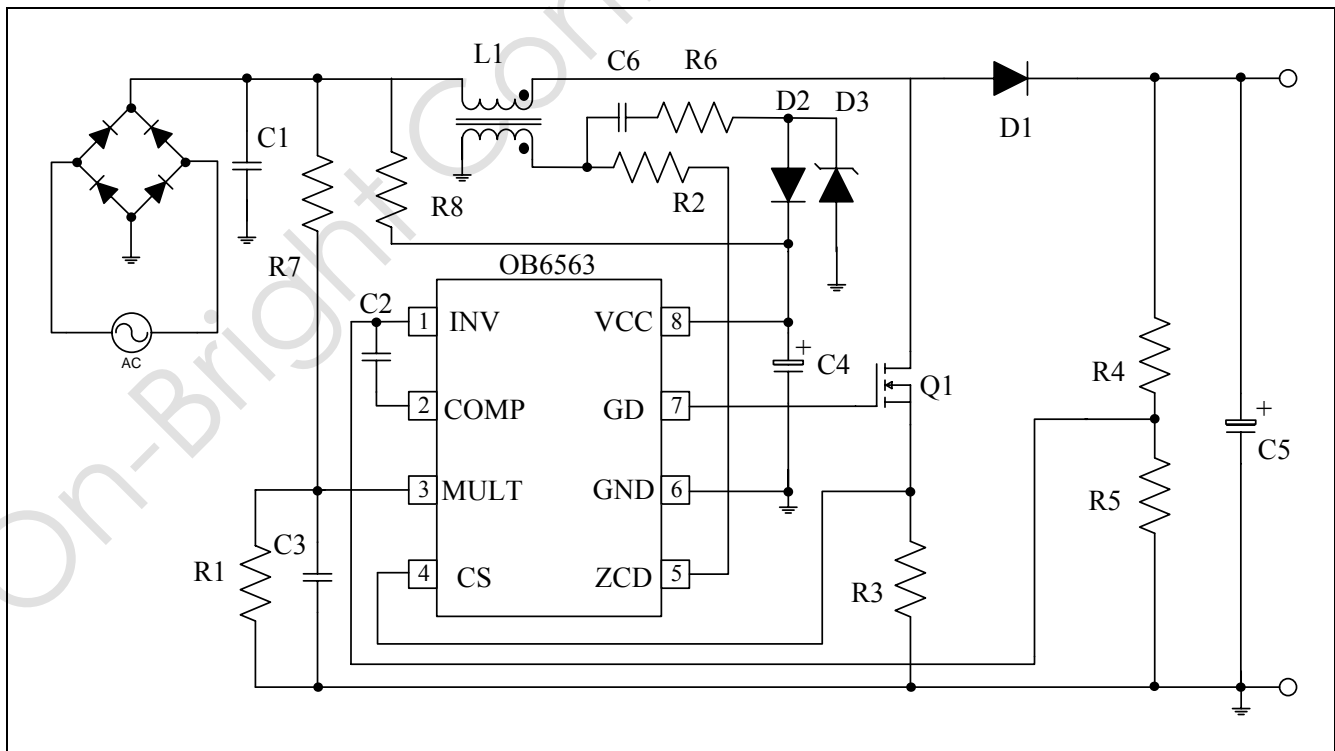 On-Bright Con
L1
C6
R6
D2
D3
D1
C1
R8
R2
R7
OB6563
C2
1
INV
VCC
8
C4
+
R4
2
COMP
GD
7
Q1
+
C5
3
MULT
GND
6
R5
R1
C3
4
CS
ZCD
5
R3
AC